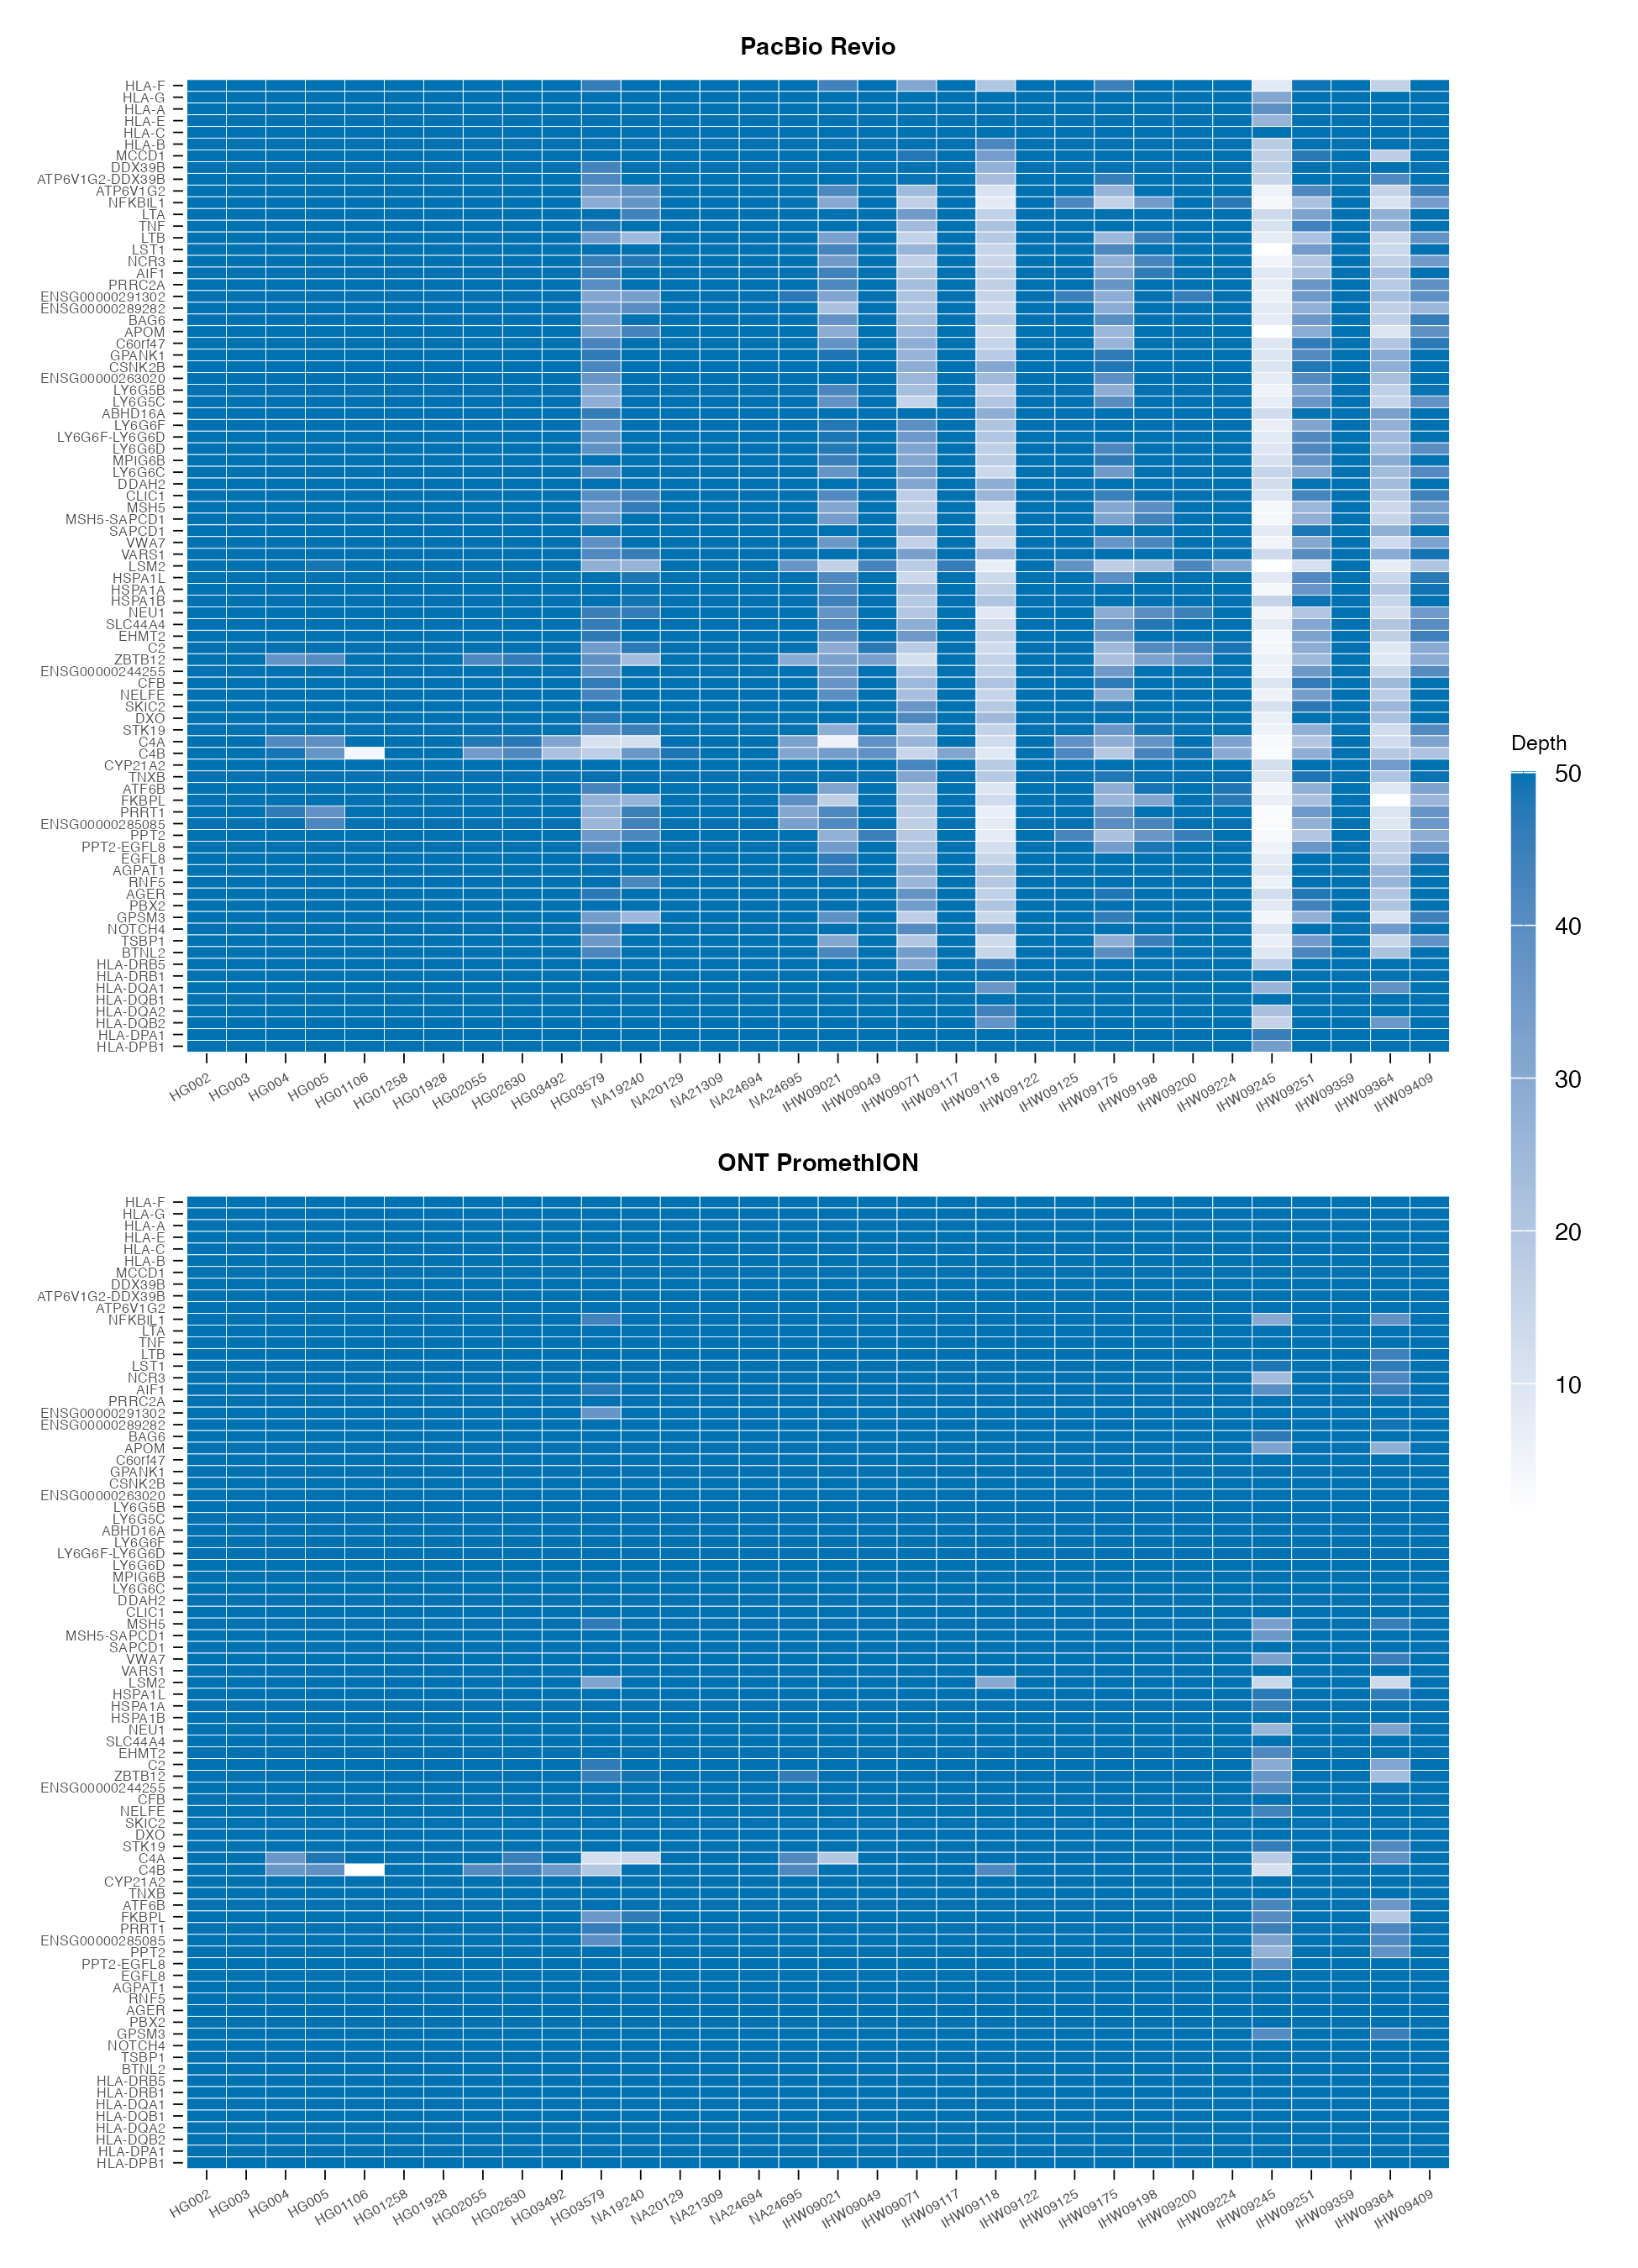 PacBio Revio
HLA-F
HLA-G
HLA-A
HLA-E
HLA-C
HLA-B
MCCD1
DDX39B
ATP6V1G2-DDX39B
ATP6V1G2
NFKBIL1
LTA
TNF
LTB
LST1
NCR3
AIF1
PRRC2A
ENSG00000291302
ENSG00000289282
BAG6
APOM
C6orf47
GPANK1
CSNK2B
ENSG00000263020
LY6G5B
LY6G5C
ABHD16A
LY6G6F
LY6G6F-LY6G6D
LY6G6D
MPIG6B
LY6G6C
DDAH2
CLIC1
MSH5
MSH5-SAPCD1
SAPCD1
VWA7
VARS1
LSM2
HSPA1L
HSPA1A
HSPA1B
NEU1
SLC44A4
EHMT2
C2
ZBTB12
ENSG00000244255
CFB
NELFE
SKIC2
DXO
STK19
C4A
C4B
CYP21A2
TNXB
ATF6B
FKBPL
PRRT1
ENSG00000285085
PPT2
PPT2-EGFL8
EGFL8
AGPAT1
RNF5
AGER
PBX2
GPSM3
NOTCH4
TSBP1
BTNL2
HLA-DRB5
HLA-DRB1
HLA-DQA1
HLA-DQB1
HLA-DQA2
HLA-DQB2
HLA-DPA1
HLA-DPB1
HG002 HG003 HG004 HG005 HG01106 HG01258 HG01928 HG02055 HG02630 HG03492 HG03579 NA19240 NA20129 NA21309 NA24694 NA24695 IHW09021 IHW09049 IHW09071 IHW09117 IHW09118 IHW09122 IHW09125 IHW09175 IHW09198 IHW09200 IHW09224 IHW09245 IHW09251 IHW09359 IHW09364 IHW09409
Depth
50
40
30
20
10
ONT PromethION
HLA-F
HLA-G
HLA-A
HLA-E
HLA-C
HLA-B
MCCD1
DDX39B
ATP6V1G2-DDX39B
ATP6V1G2
NFKBIL1
LTA
TNF
LTB
LST1
NCR3
AIF1
PRRC2A
ENSG00000291302
ENSG00000289282
BAG6
APOM
C6orf47
GPANK1
CSNK2B
ENSG00000263020
LY6G5B
LY6G5C
ABHD16A
LY6G6F
LY6G6F-LY6G6D
LY6G6D
MPIG6B
LY6G6C
DDAH2
CLIC1
MSH5
MSH5-SAPCD1
SAPCD1
VWA7
VARS1
LSM2
HSPA1L
HSPA1A
HSPA1B
NEU1
SLC44A4
EHMT2
C2
ZBTB12
ENSG00000244255
CFB
NELFE
SKIC2
DXO
STK19
C4A
C4B
CYP21A2
TNXB
ATF6B
FKBPL
PRRT1
ENSG00000285085
PPT2
PPT2-EGFL8
EGFL8
AGPAT1
RNF5
AGER
PBX2
GPSM3
NOTCH4
TSBP1
BTNL2
HLA-DRB5
HLA-DRB1
HLA-DQA1
HLA-DQB1
HLA-DQA2
HLA-DQB2
HLA-DPA1
HLA-DPB1
HG002 HG003 HG004 HG005 HG01106 HG01258 HG01928 HG02055 HG02630 HG03492 HG03579 NA19240 NA20129 NA21309 NA24694 NA24695 IHW09021 IHW09049 IHW09071 IHW09117 IHW09118 IHW09122 IHW09125 IHW09175 IHW09198 IHW09200 IHW09224 IHW09245 IHW09251 IHW09359 IHW09364 IHW09409